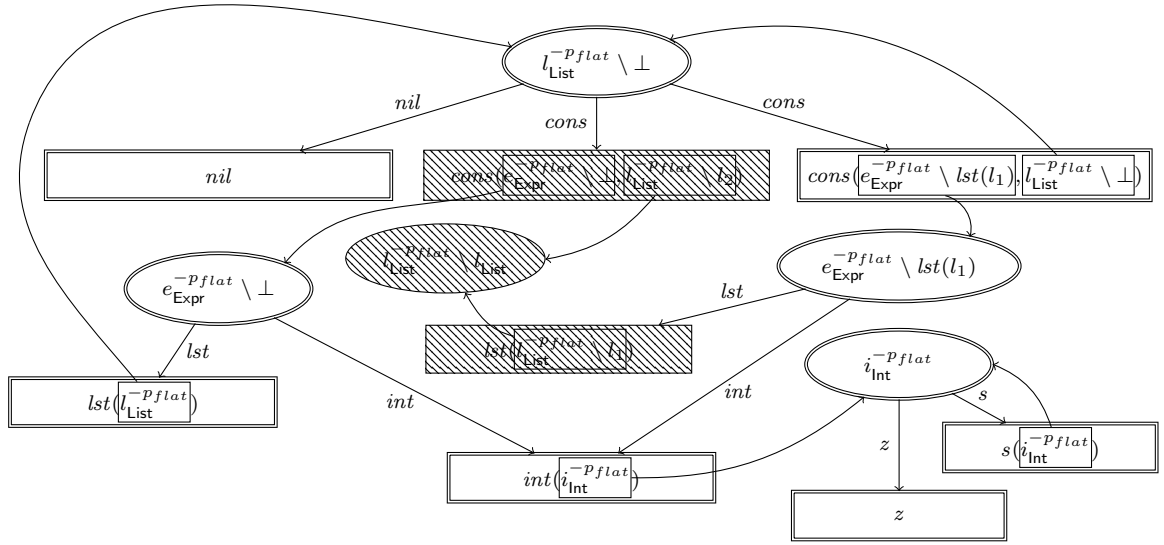 l_List^{-p_flat} \ ⊥
nil
cons
cons
nil
cons(e_Expr^{-p_flat} \ ⊥, l_List^{-p_flat} \ l_2)
cons(e_Expr^{-p_flat} \ lst(l_1), l_List^{-p_flat} \ ⊥)
e_Expr^{-p_flat} \ ⊥
l_List^{-p_flat} \ l_List
e_Expr^{-p_flat} \ lst(l_1)
lst
lst
lst(l_List^{-p_flat} \ l_1)
i_Int^{-p_flat}
lst(l_List^{-p_flat})
int
int
s
z
s(i_Int^{-p_flat})
int(i_Int^{-p_flat})
z